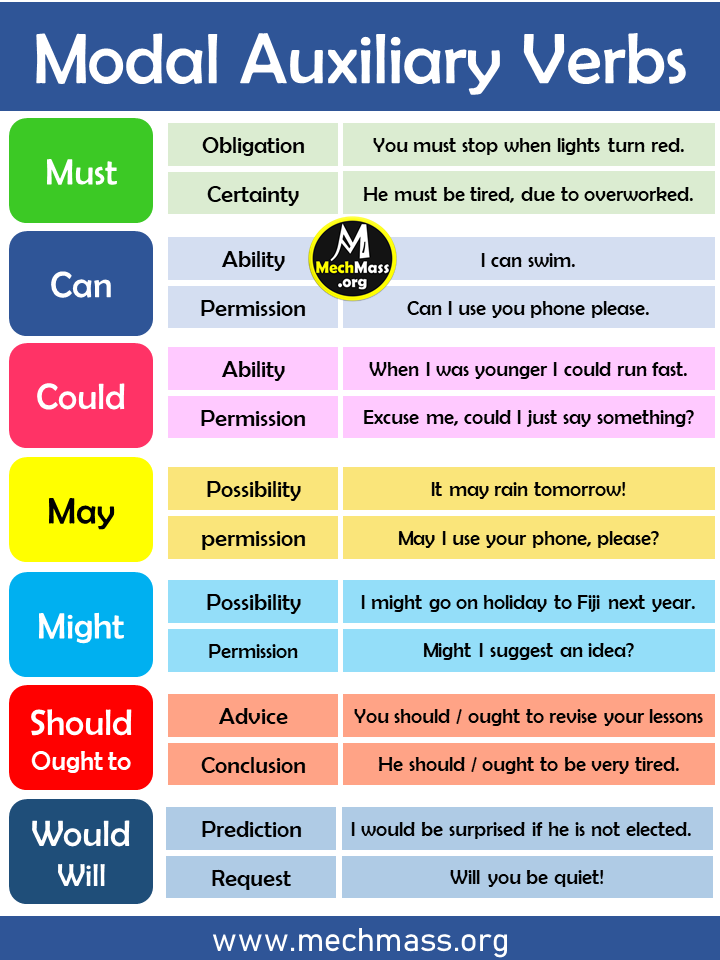 Modal Auxiliary Verbs
Must
Obligation
You must stop when lights turn red.
Certainty
He must be tired, due to overworked.
Can
Ability
I can swim.
MechMass
.org
Permission
Can I use you phone please.
Could
Ability
When I was younger I could run fast.
Permission
Excuse me, could I just say something?
May
Possibility
It may rain tomorrow!
permission
May I use your phone, please?
Might
Possibility
I might go on holiday to Fiji next year.
Permission
Might I suggest an idea?
Should
Ought to
Advice
You should / ought to revise your lessons
Conclusion
He should / ought to be very tired.
Would
Will
Prediction
I would be surprised if he is not elected.
Request
Will you be quiet!
www.mechmass.org